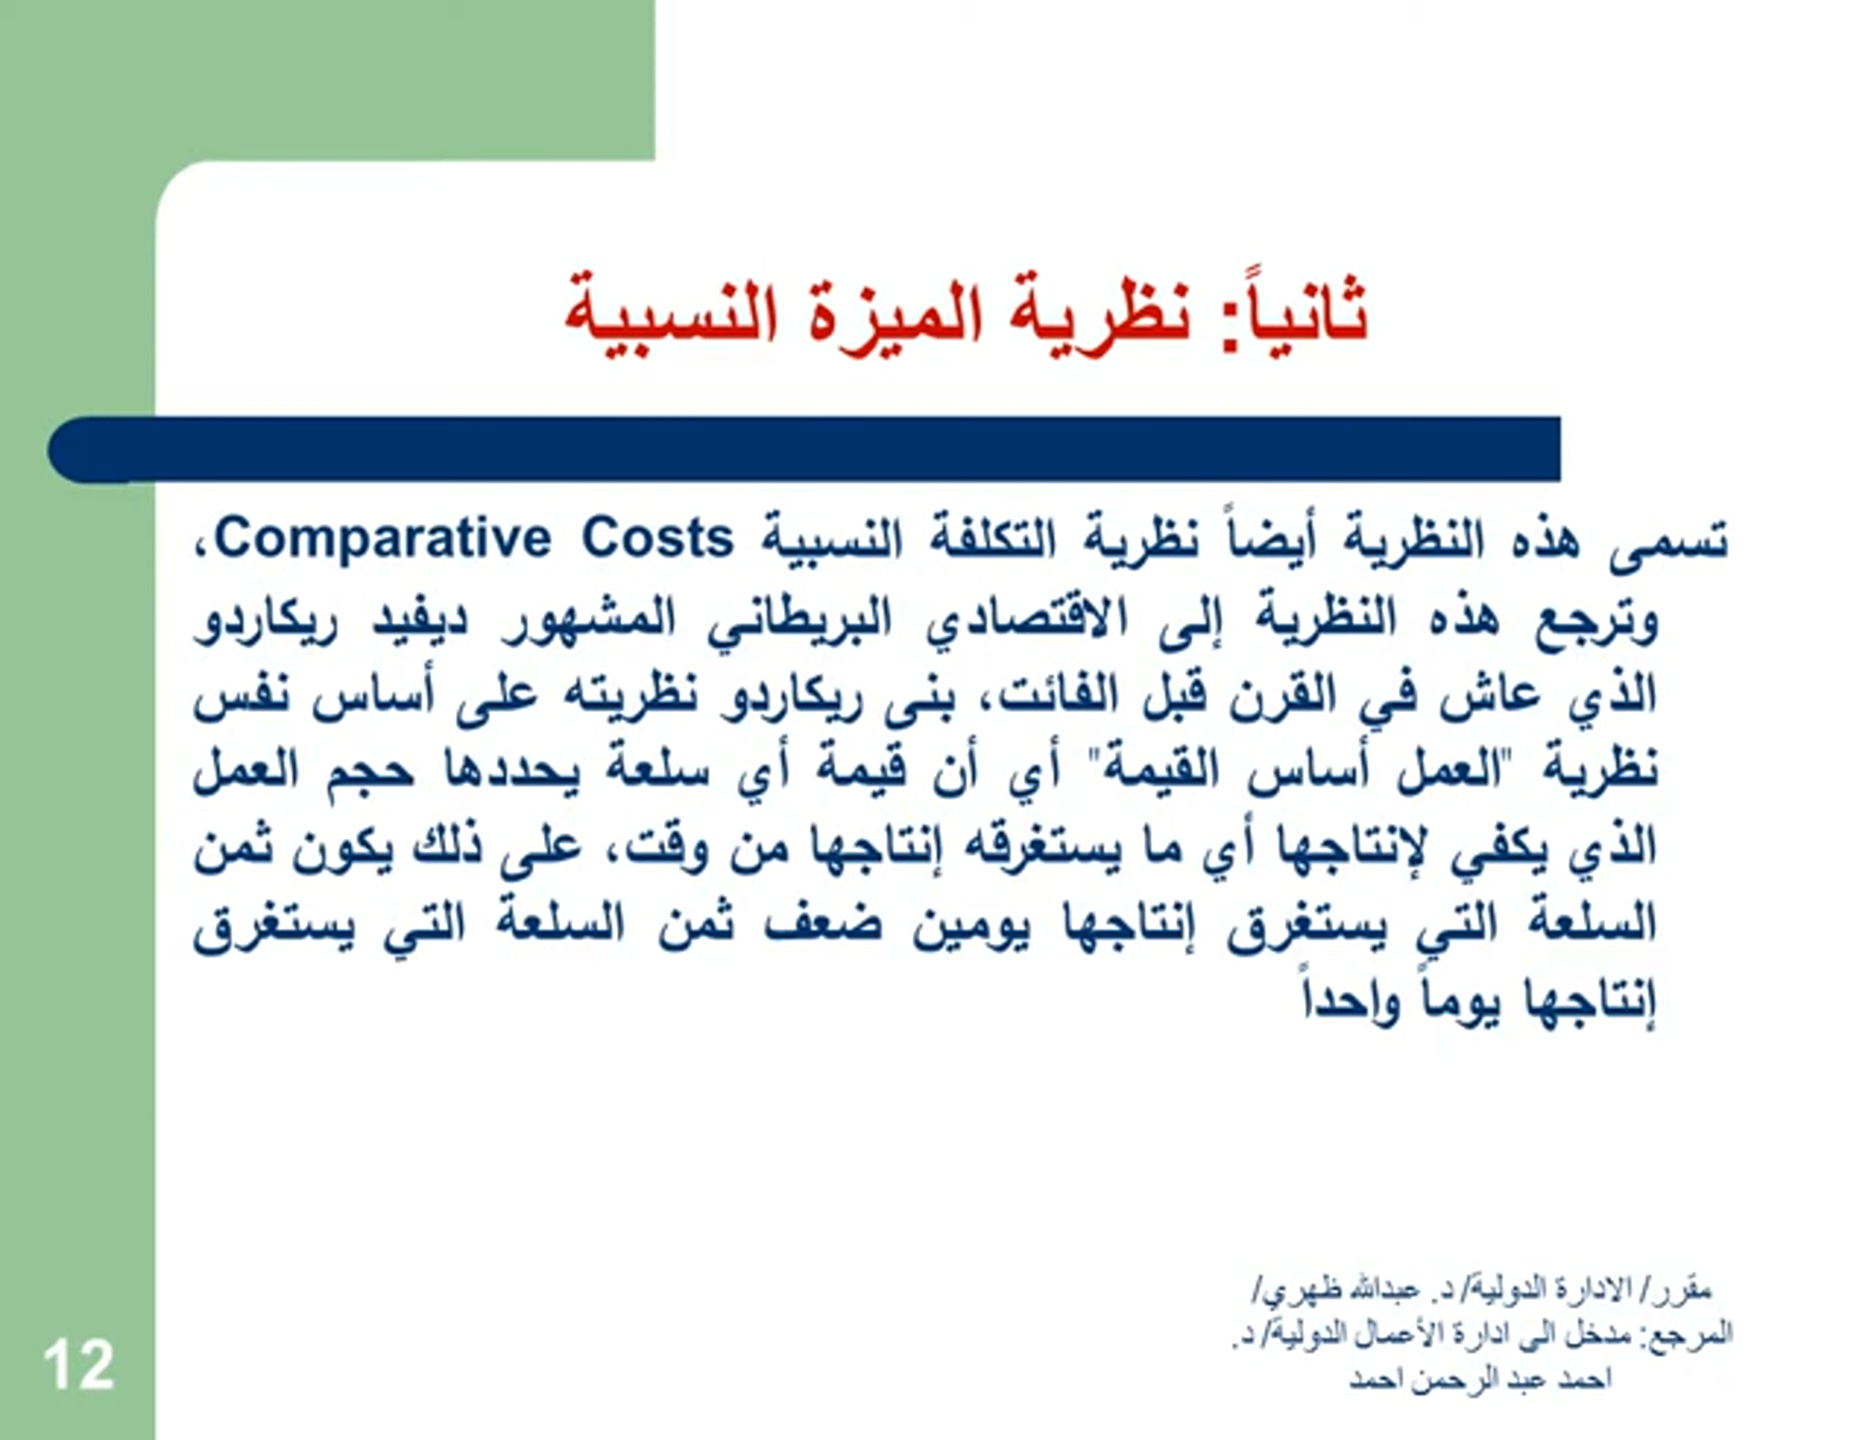 ثانياً: نظرية الميزة النسبية
تسمى هذه النظرية أيضاً نظرية التكلفة النسبية Comparative Costs،
وترجع هذه النظرية إلى الاقتصادي البريطاني المشهور ديفيد ريكاردو
الذي عاش في القرن قبل الفائت، بنى ريكاردو نظريته على أساس نفس
نظرية "العمل أساس القيمة" أي أن قيمة أي سلعة يحددها حجم العمل
الذي يكفي لإنتاجها أي ما يستغرقه إنتاجها من وقت، على ذلك يكون ثمن
السلعة التي يستغرق إنتاجها يومين ضعف ثمن السلعة التي يستغرق
إنتاجها يوماً واحداً
مقرر/ الادارة الدولية/ د. عبدالله ظهري/
المرجع: مدخل الى ادارة الأعمال الدولية/ د.
احمد عبد الرحمن احمد
12